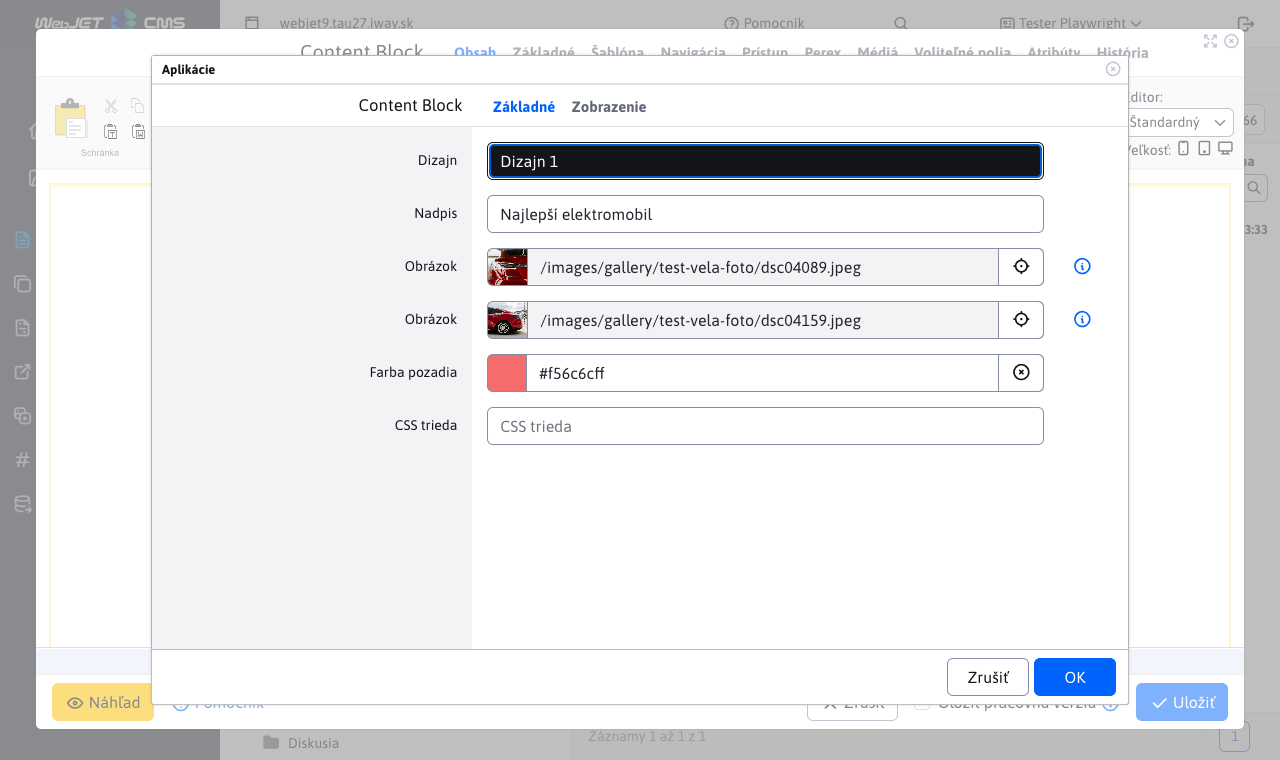 WebJET CMS
webjet9.tau27.iway.sk
Pomocník
Tester Playwright
Content Block
Obsah Základné Šablóna Navigácia Prístup Perex Médiá Voliteľné polia Atribúty História
Aplikácie
Content Block Základné Zobrazenie
Editor:
Štandardný
Veľkosť:
66
3:33
Schránka
Dizajn
Dizajn 1
Nadpis
Najlepší elektromobil
Obrázok
/images/gallery/test-vela-foto/dsc04089.jpeg
Obrázok
/images/gallery/test-vela-foto/dsc04159.jpeg
Farba pozadia
#f56c6cff
CSS trieda
CSS trieda
Zrušiť
OK
Náhľad
Pomocník
Zrušiť
Uložiť pracovnú verziu
Uložiť
Diskusia
Záznamy 1 až 1 z 1
1